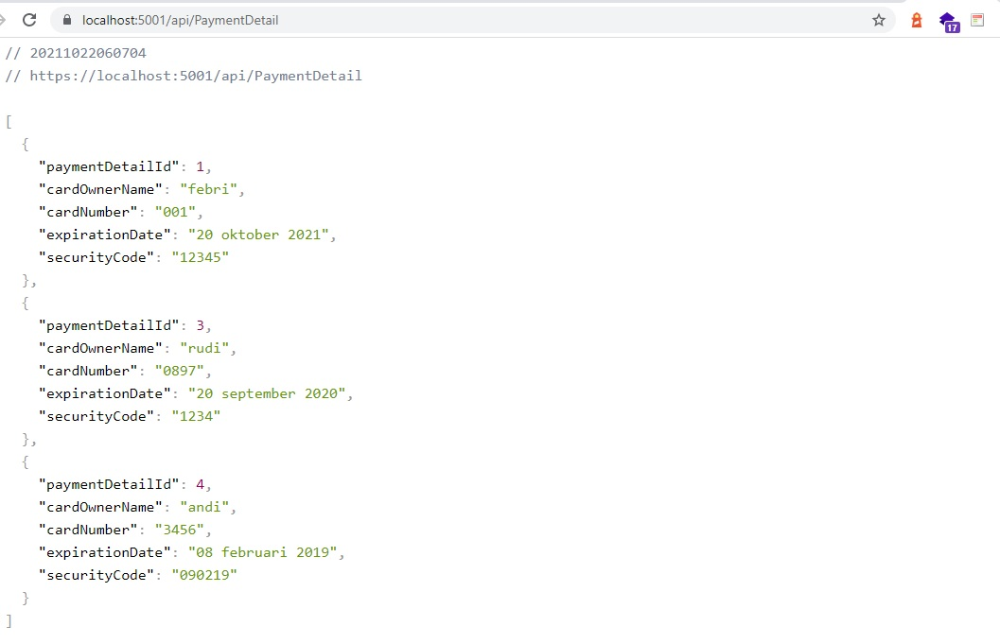 localhost:5001/api/PaymentDetail
17
// 20211022060704
// https://localhost:5001/api/PaymentDetail
[
{
"paymentDetailId": 1,
"cardOwnerName": "febri",
"cardNumber": "001",
"expirationDate": "20 oktober 2021",
"securityCode": "12345"
},
{
"paymentDetailId": 3,
"cardOwnerName": "rudi",
"cardNumber": "0897",
"expirationDate": "20 september 2020",
"securityCode": "1234"
},
{
"paymentDetailId": 4,
"cardOwnerName": "andi",
"cardNumber": "3456",
"expirationDate": "08 februari 2019",
"securityCode": "090219"
}
]